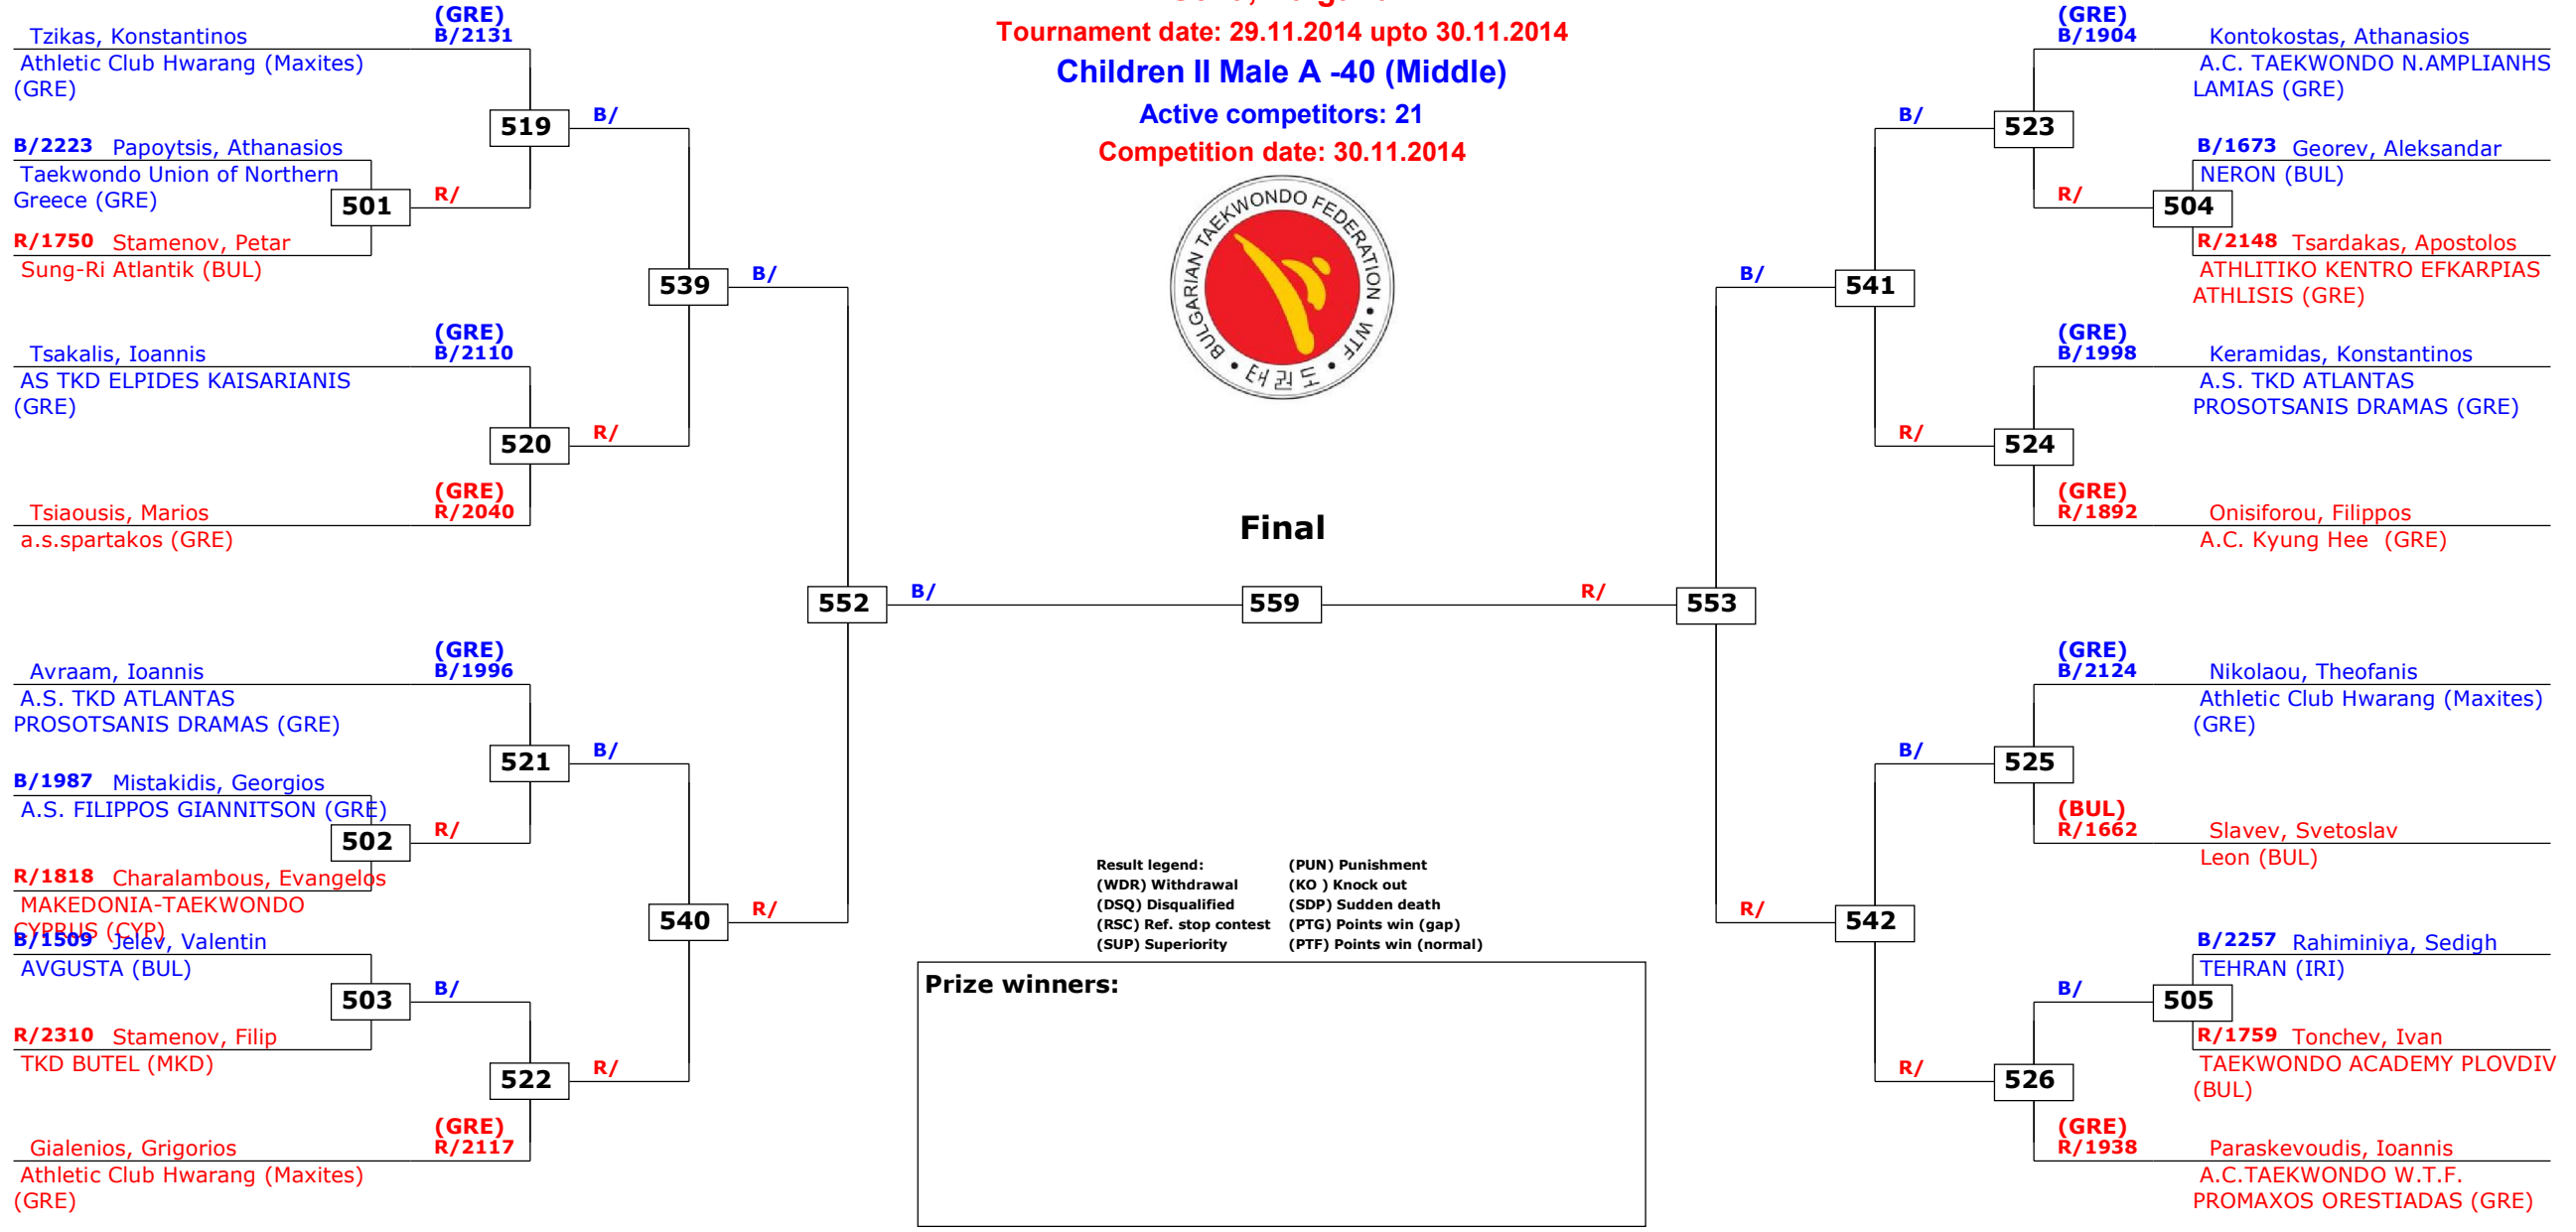 Tournament date: 29.11.2014 upto 30.11.2014
Children II Male A -40 (Middle)
Active competitors: 21
Competition date: 30.11.2014
BULGARIAN TAEKWONDO FEDERATION • WTF •
태권도
(GRE)
Tzikas, Konstantinos B/2131
Athletic Club Hwarang (Maxites)
(GRE)
519
B/
B/2223 Papoytsis, Athanasios
Taekwondo Union of Northern
Greece (GRE)
501
R/
R/1750 Stamenov, Petar
Sung-Ri Atlantik (BUL)
539
B/
(GRE)
Tsakalis, Ioannis B/2110
AS TKD ELPIDES KAISARIANIS
(GRE)
520
R/
(GRE)
Tsiaousis, Marios R/2040
a.s.spartakos (GRE)
552
B/
(GRE)
Avraam, Ioannis B/1996
A.S. TKD ATLANTAS
PROSOTSANIS DRAMAS (GRE)
521
B/
B/1987 Mistakidis, Georgios
A.S. FILIPPOS GIANNITSON (GRE)
502
R/
R/1818 Charalambous, Evangelos
MAKEDONIA-TAEKWONDO
CYPRUS (CYP)
540
R/
B/1509 Jelev, Valentin
AVGUSTA (BUL)
503
B/
R/2310 Stamenov, Filip
TKD BUTEL (MKD)
522
R/
(GRE)
Gialenios, Grigorios R/2117
Athletic Club Hwarang (Maxites)
(GRE)
Final
559
R/
553
(GRE)
B/1904 Kontokostas, Athanasios
A.C. TAEKWONDO N.AMPLIANHS
LAMIAS (GRE)
B/
523
B/1673 Georev, Aleksandar
NERON (BUL)
R/
504
R/2148 Tsardakas, Apostolos
ATHLITIKO KENTRO EFKARPIAS
ATHLISIS (GRE)
B/
541
(GRE)
B/1998 Keramidas, Konstantinos
A.S. TKD ATLANTAS
PROSOTSANIS DRAMAS (GRE)
R/
524
(GRE)
R/1892 Onisiforou, Filippos
A.C. Kyung Hee (GRE)
(GRE)
B/2124 Nikolaou, Theofanis
Athletic Club Hwarang (Maxites)
(GRE)
B/
525
(BUL)
R/1662 Slavev, Svetoslav
Leon (BUL)
R/
542
B/2257 Rahiminiya, Sedigh
TEHRAN (IRI)
B/
505
R/1759 Tonchev, Ivan
TAEKWONDO ACADEMY PLOVDIV
(BUL)
R/
526
(GRE)
R/1938 Paraskevoudis, Ioannis
A.C.TAEKWONDO W.T.F.
PROMAXOS ORESTIADAS (GRE)
Result legend: (PUN) Punishment
(WDR) Withdrawal (KO ) Knock out
(DSQ) Disqualified (SDP) Sudden death
(RSC) Ref. stop contest (PTG) Points win (gap)
(SUP) Superiority (PTF) Points win (normal)
Prize winners: